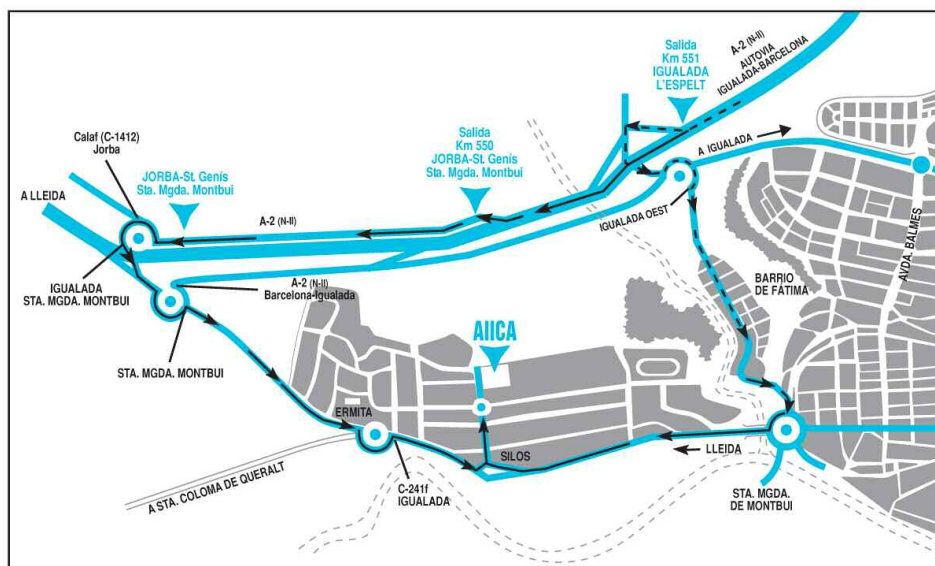 Salida
Km 551
IGUALADA
L'ESPELT
A-2 (N-II)
AUTOVIA
IGUALADA-BARCELONA
Calaf (C-1412)
Jorba
Salida
Km 550
JORBA-St. Genís
Sta. Mgda. Montbui
A IGUALADA
JORBA-St. Genís
Sta. Mgda. Montbui
A LLEIDA
A-2 (N-II)
IGUALADA OEST
AVDA. BALMES
IGUALADA
STA. MGDA. MONTBUI
A-2 (N-II)
Barcelona-Igualada
BARRIO
DE FÁTIMA
AIICA
STA. MGDA. MONTBUI
ERMITA
SILOS
LLEIDA
A STA. COLOMA DE QUERALT
C-241f
IGUALADA
STA. MGDA.
DE MONTBUI